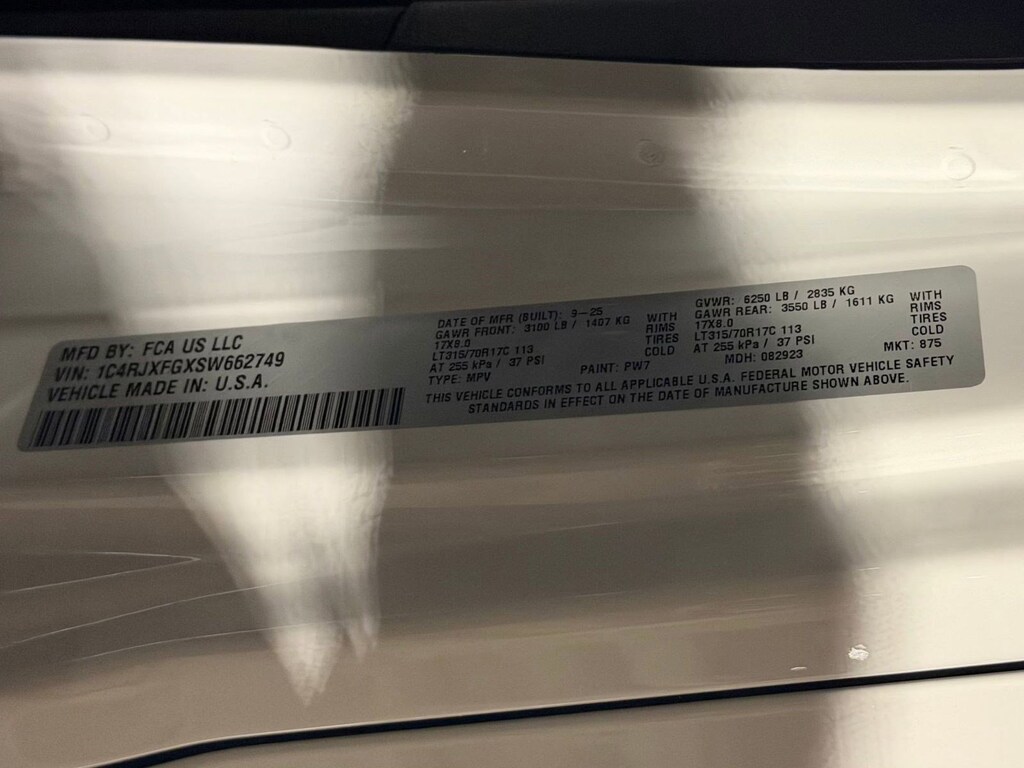 MFD BY: FCA US LLC
VIN: 1C4RJXFGXSW662749
VEHICLE MADE IN: U.S.A.
DATE OF MFR (BUILT): 9-25
GAWR FRONT: 3100 LB / 1407 KG WITH
17X8.0 RIMS
LT315/70R17C 113 TIRES
AT 255 kPa / 37 PSI COLD
TYPE: MPV
PAINT: PW7
GVWR: 6250 LB / 2835 KG
GAWR REAR: 3550 LB / 1611 KG WITH
17X8.0 RIMS
LT315/70R17C 113 TIRES
AT 255 kPa / 37 PSI COLD
MDH: 082923
MKT: 875
THIS VEHICLE CONFORMS TO ALL APPLICABLE U.S.A. FEDERAL MOTOR VEHICLE SAFETY
STANDARDS IN EFFECT ON THE DATE OF MANUFACTURE SHOWN ABOVE.